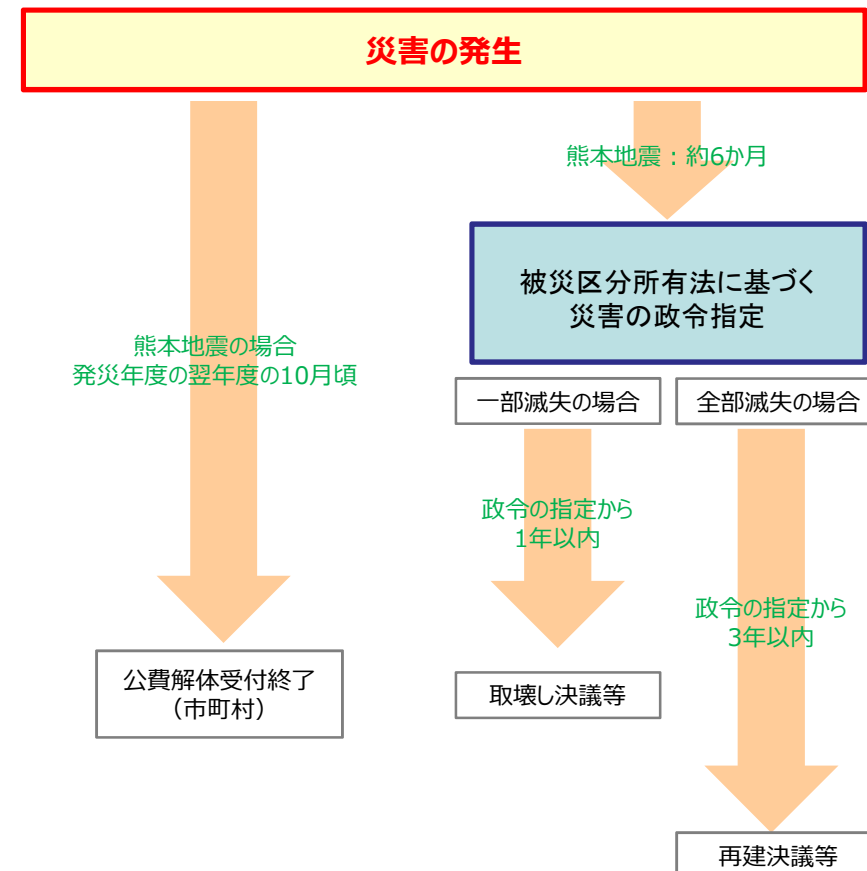 災害の発生
熊本地震：約6か月
被災区分所有法に基づく
災害の政令指定
熊本地震の場合
発災年度の翌年度の10月頃
一部滅失の場合
全部滅失の場合
政令の指定から
1年以内
政令の指定から
3年以内
公費解体受付終了
（市町村）
取壊し決議等
再建決議等